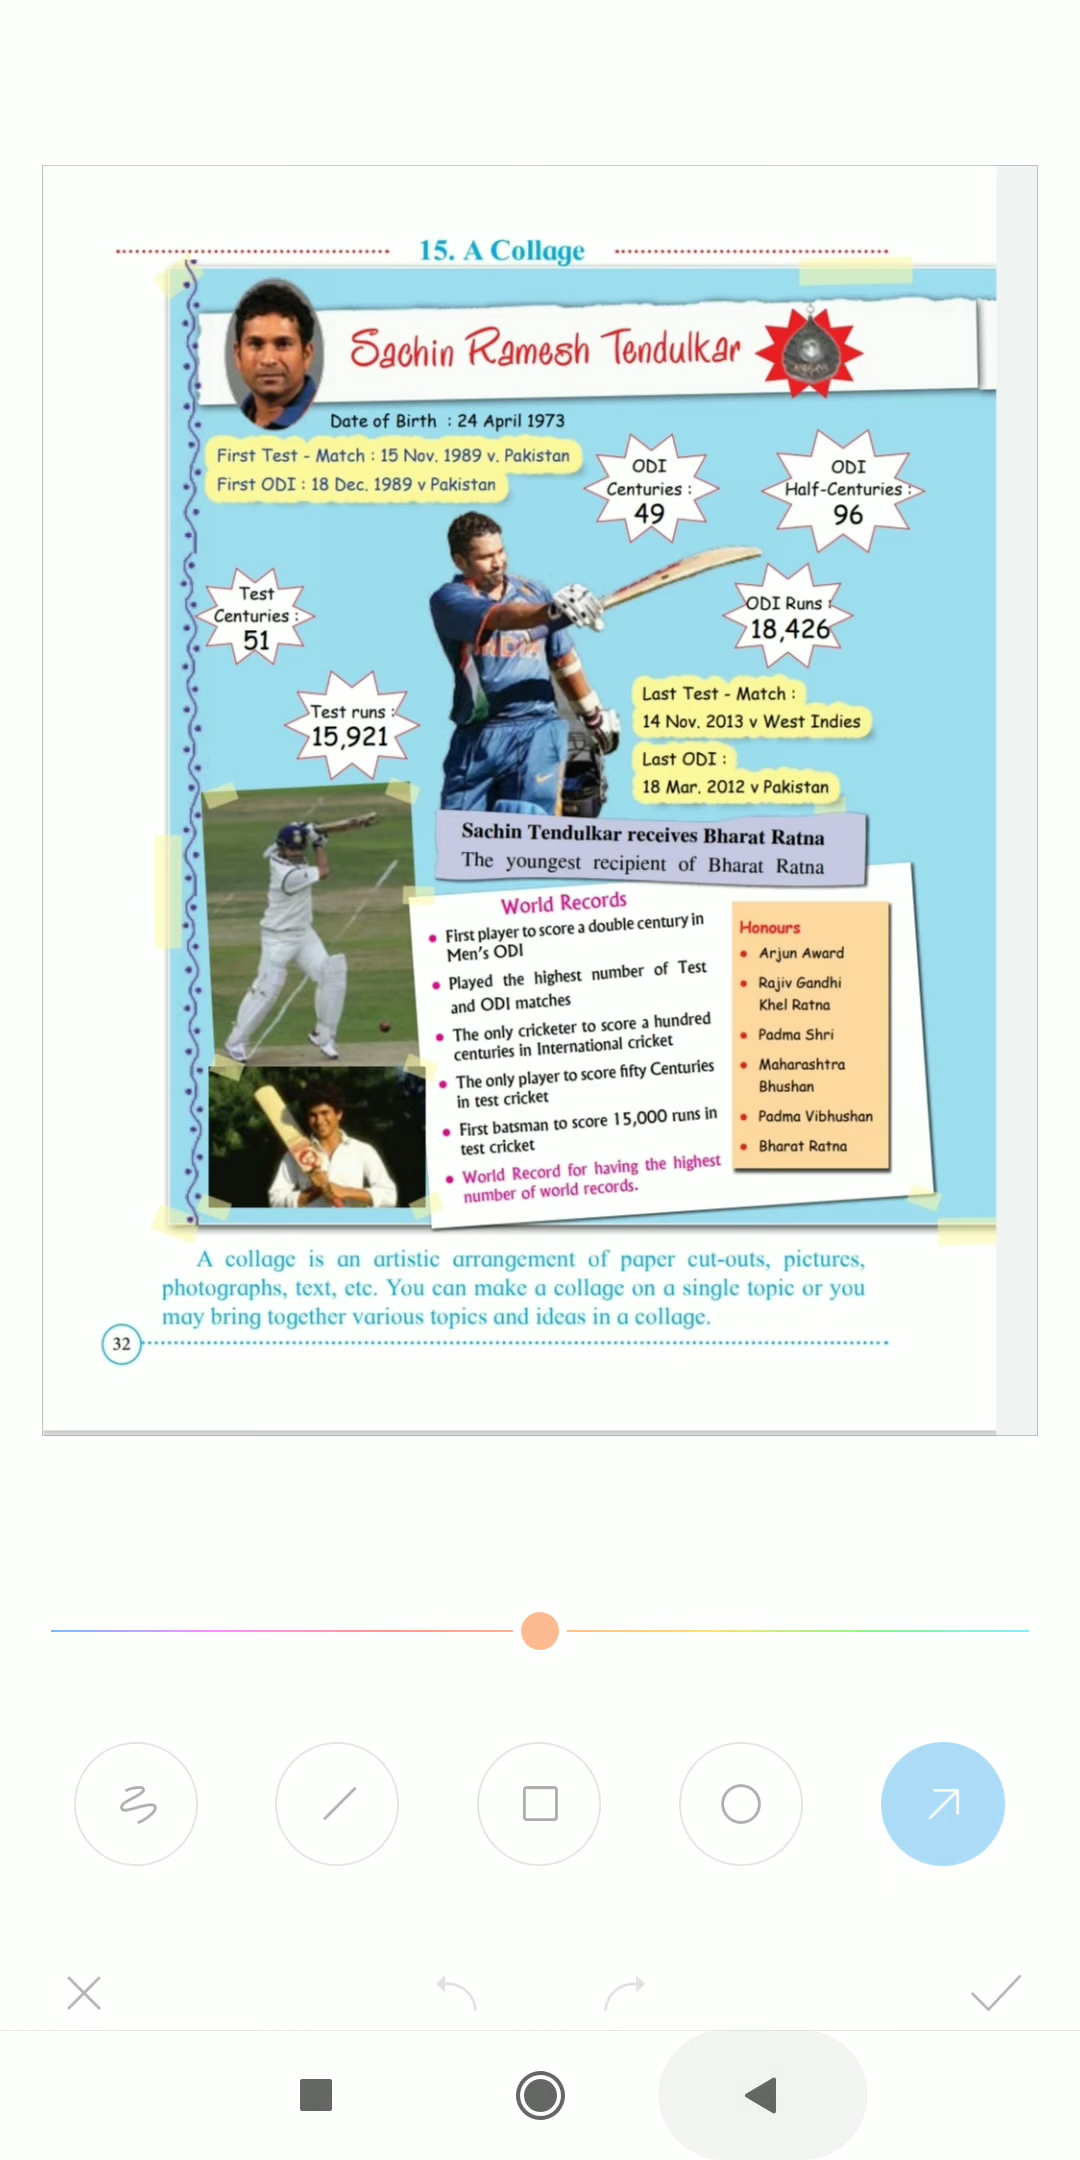 15. A Collage
Sachin Ramesh Tendulkar
Date of Birth : 24 April 1973
First Test - Match : 15 Nov. 1989 v. Pakistan
First ODI : 18 Dec. 1989 v Pakistan
ODI
Centuries :
49
ODI
Half-Centuries :
96
Test
Centuries :
51
ODI Runs :
18,426
Test runs :
15,921
Last Test - Match :
14 Nov. 2013 v West Indies
Last ODI :
18 Mar. 2012 v Pakistan
INDIA
Sachin Tendulkar receives Bharat Ratna
The youngest recipient of Bharat Ratna
World Records
• First player to score a double century in
Men's ODI
• Played the highest number of Test
and ODI matches
• The only cricketer to score a hundred
centuries in International cricket
• The only player to score fifty Centuries
in test cricket
• First batsman to score 15,000 runs in
test cricket
• World Record for having the highest
number of world records.
Honours
• Arjun Award
• Rajiv Gandhi
Khel Ratna
• Padma Shri
• Maharashtra
Bhushan
• Padma Vibhushan
• Bharat Ratna
A collage is an artistic arrangement of paper cut-outs, pictures,
photographs, text, etc. You can make a collage on a single topic or you
may bring together various topics and ideas in a collage.
32